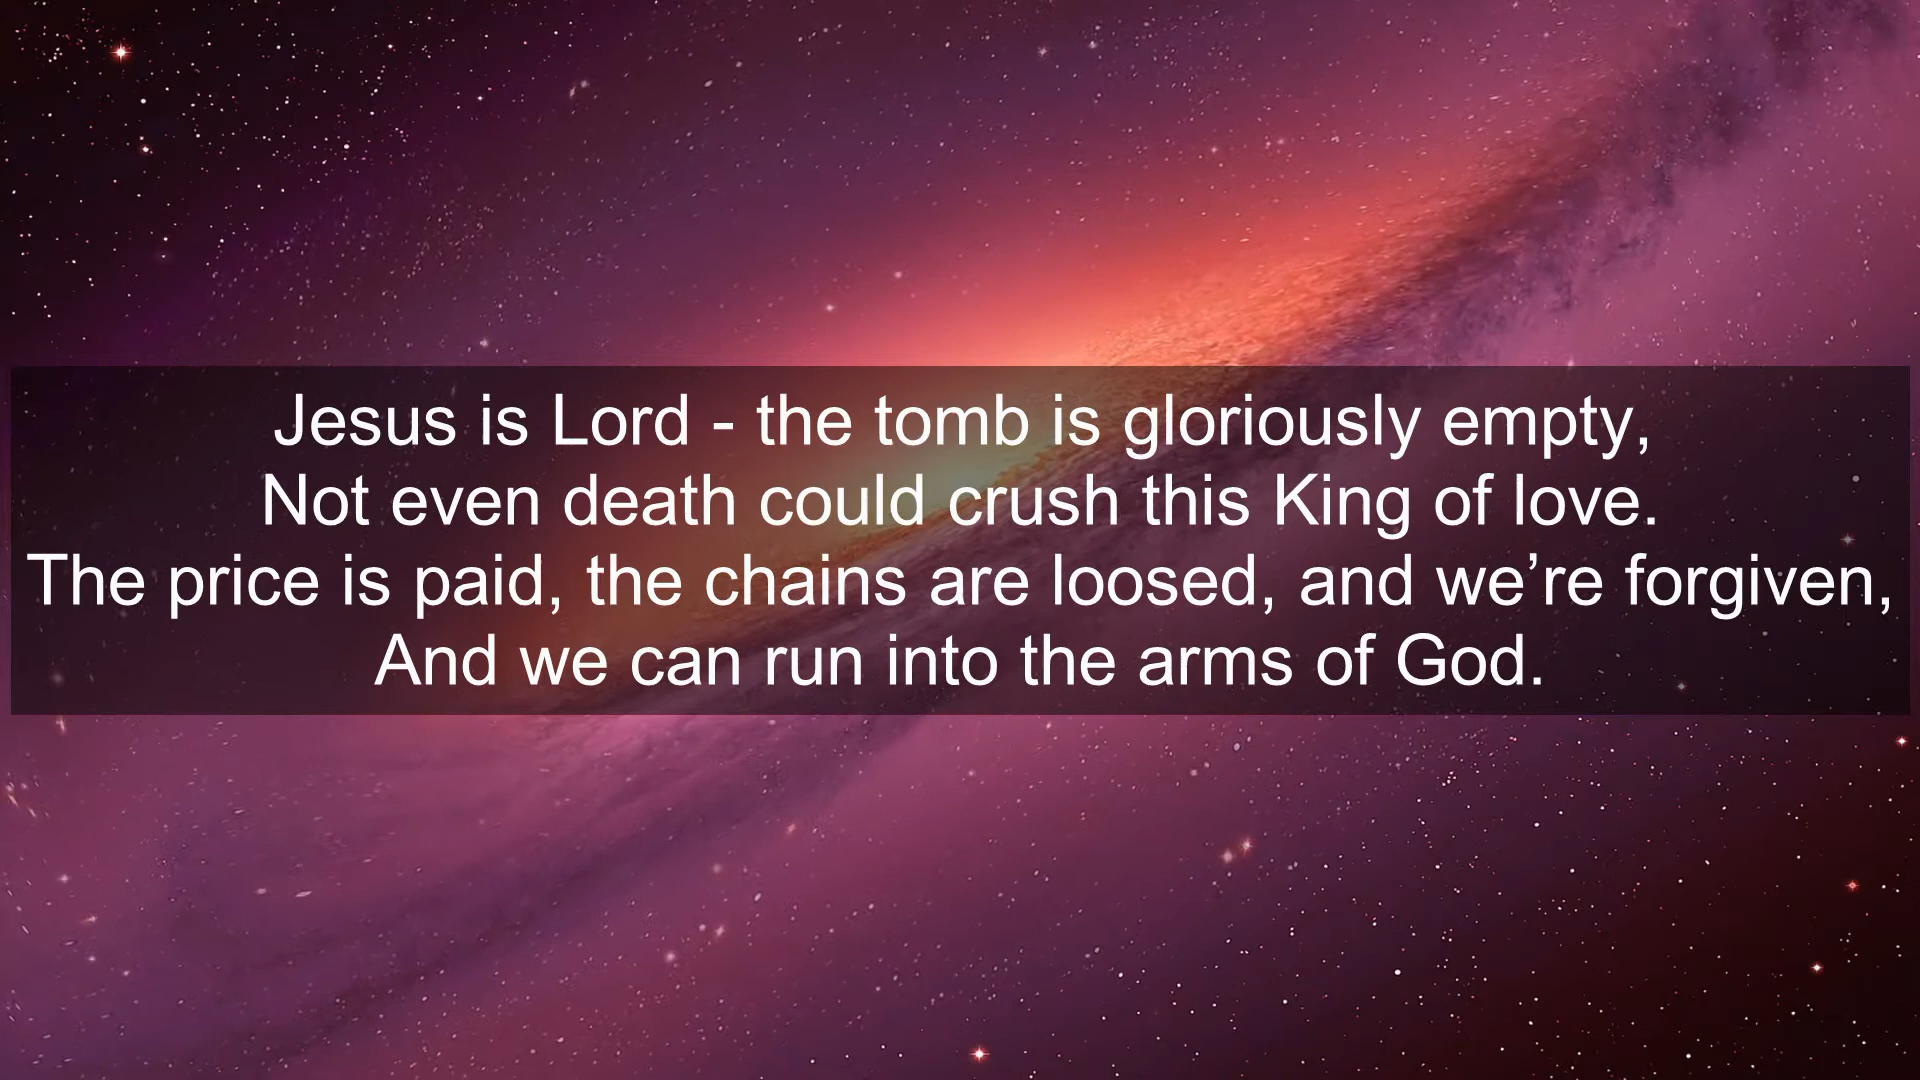 Jesus is Lord - the tomb is gloriously empty,
Not even death could crush this King of love.
The price is paid, the chains are loosed, and we’re forgiven,
And we can run into the arms of God.